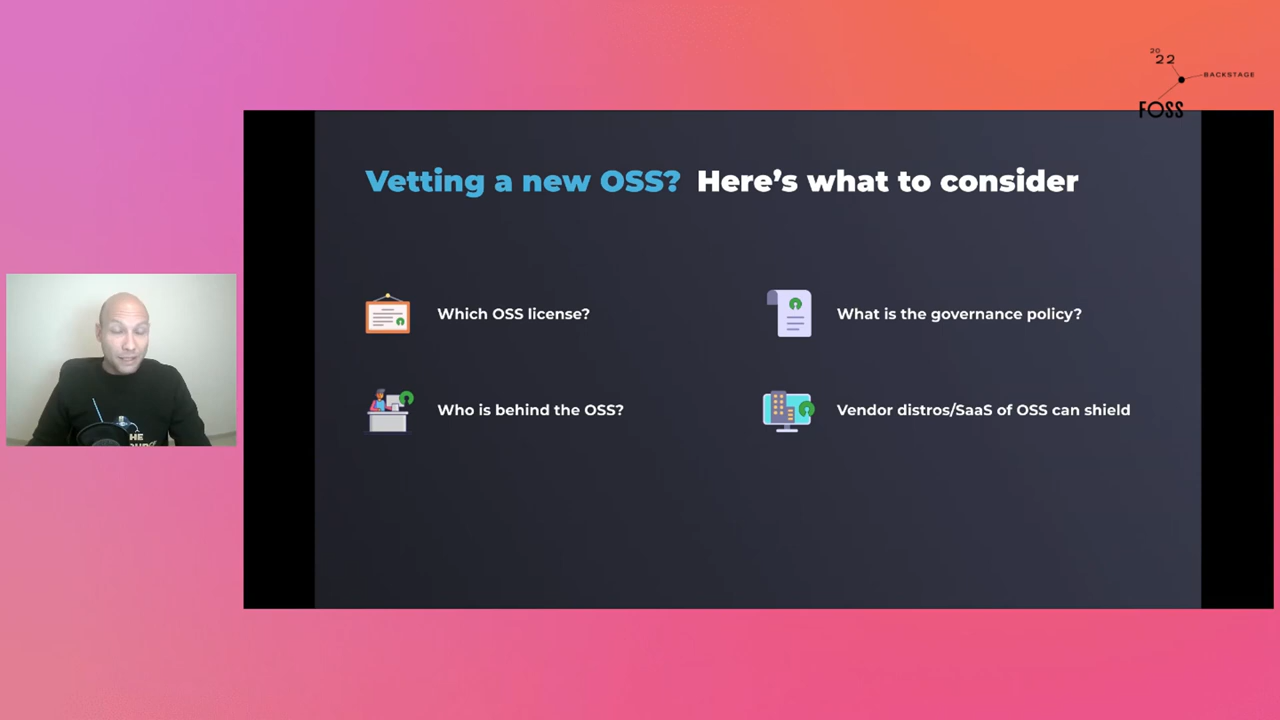 20
22
BACKSTAGE
FOSS
Vetting a new OSS? Here's what to consider
Which OSS license?
What is the governance policy?
Who is behind the OSS?
Vendor distros/SaaS of OSS can shield